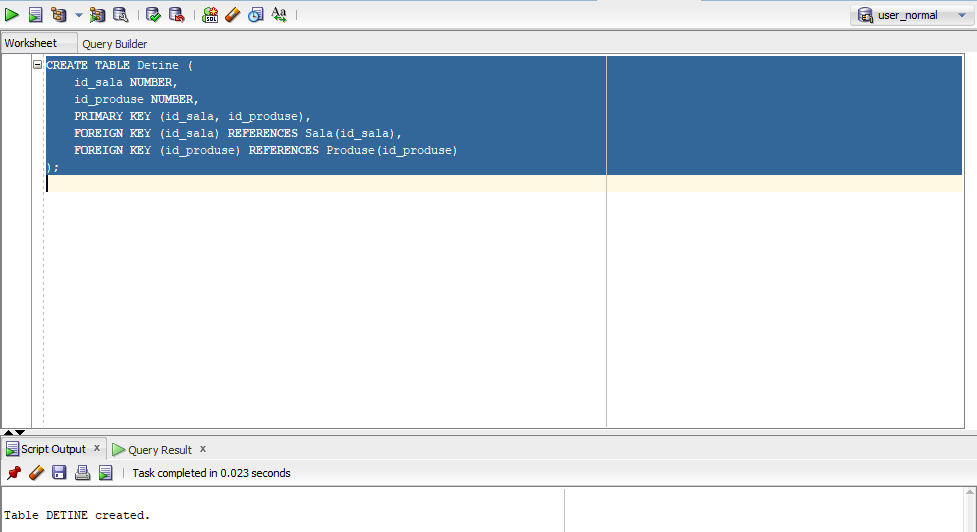 SQL
Aa
user_normal
Worksheet
Query Builder
CREATE TABLE Detine (
id_sala NUMBER,
id_produse NUMBER,
PRIMARY KEY (id_sala, id_produse),
FOREIGN KEY (id_sala) REFERENCES Sala(id_sala),
FOREIGN KEY (id_produse) REFERENCES Produse(id_produse)
);
Script Output x
Query Result x
Task completed in 0.023 seconds
Table DETINE created.